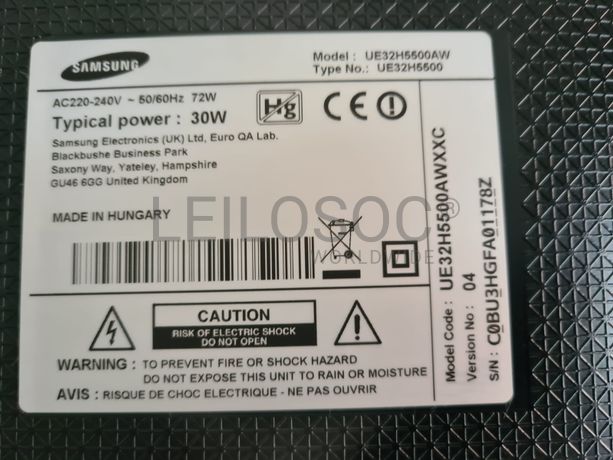 SAMSUNG
Model : UE32H5500AW
Type No.: UE32H5500
AC220-240V ~ 50/60Hz 72W
Typical power : 30W
Hg
Samsung Electronics (UK) Ltd, Euro QA Lab.
Blackbushe Business Park
Saxony Way, Yateley, Hampshire
GU46 6GG United Kingdom
MADE IN HUNGARY
LEILOSOC®
WORLDWIDE
CAUTION
RISK OF ELECTRIC SHOCK
DO NOT OPEN
WARNING : TO PREVENT FIRE OR SHOCK HAZARD
DO NOT EXPOSE THIS UNIT TO RAIN OR MOISTURE
AVIS : RISQUE DE CHOC ELECTRIQUE - NE PAS OUVRIR
Model Code : UE32H5500AWXXC
Version No : 04
S/N : C0BU3HGFA01178Z